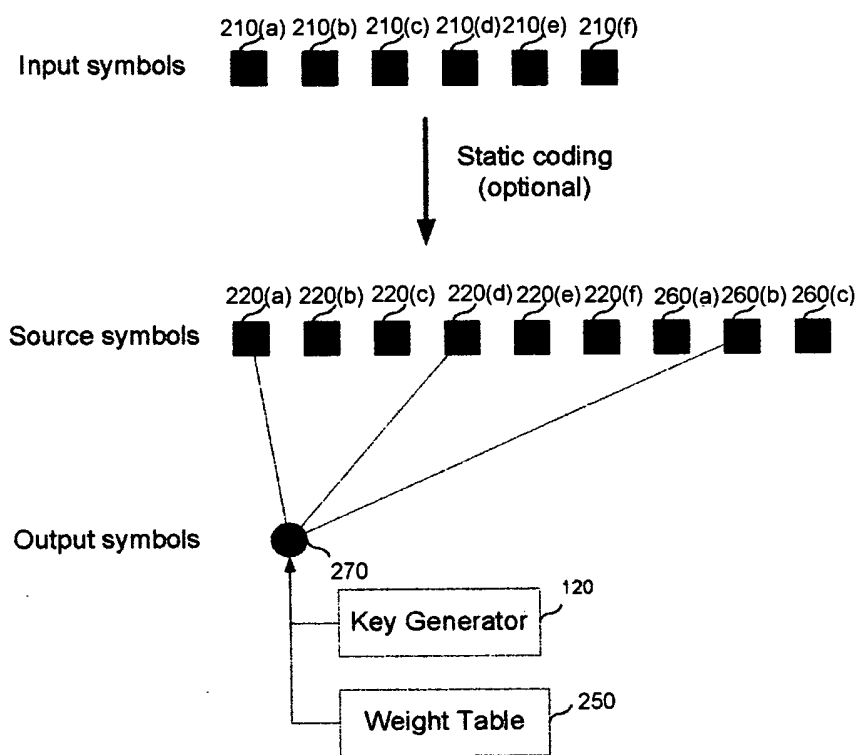 210(a) 210(b) 210(c) 210(d) 210(e) 210(f)
Input symbols
Static coding
(optional)
220(a) 220(b) 220(c) 220(d) 220(e) 220(f) 260(a) 260(b) 260(c)
Source symbols
Output symbols
270
120
Key Generator
250
Weight Table